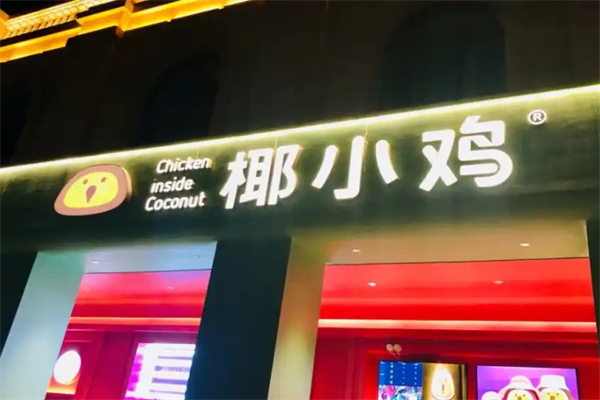 Chicken
inside
Coconut
椰小鸡®